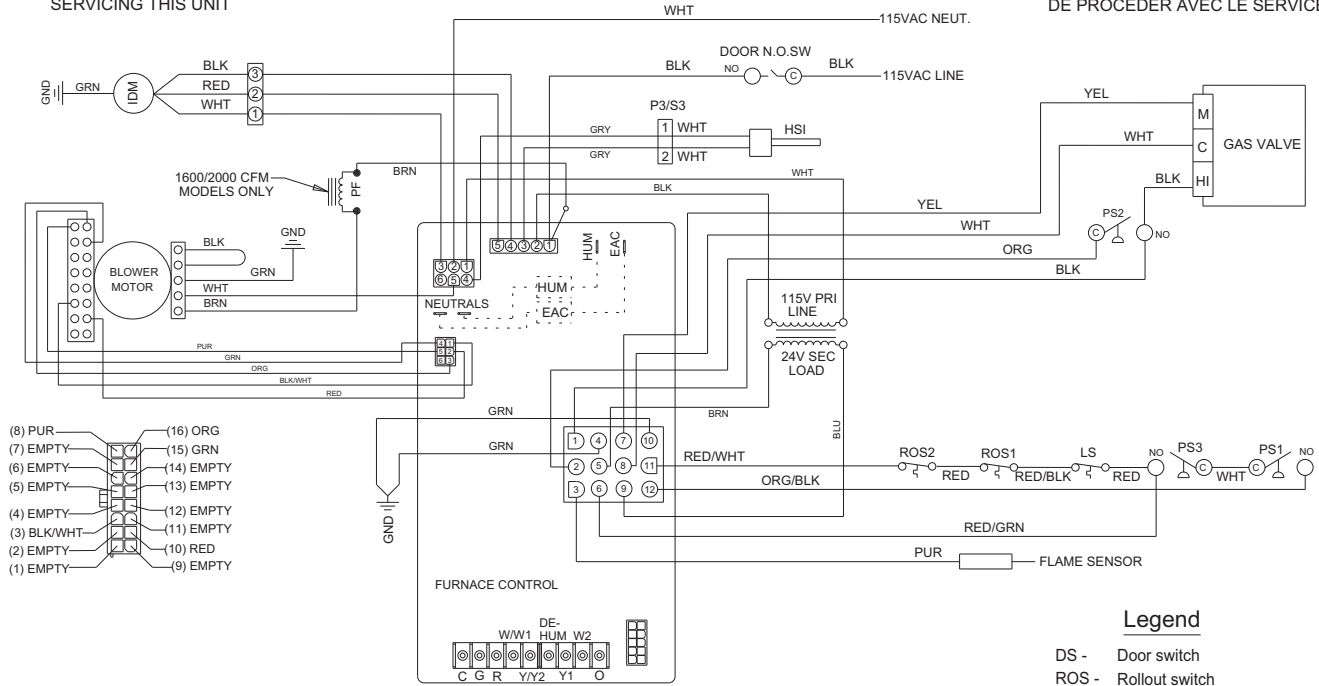 SERVICING THIS UNIT
DE PROCEDER AVEC LE SERVICE
WHT
115VAC NEUT.
DOOR N.O.SW
BLK
NO
C
BLK
115VAC LINE
GND
GRN
IDM
BLK
RED
WHT
3
2
1
P3/S3
GRY
GRY
1 WHT
2 WHT
HSI
YEL
WHT
BLK
M
C
HI
GAS VALVE
1600/2000 CFM
MODELS ONLY
PF
BRN
BLK
WHT
YEL
WHT
ORG
BLK
PS2
C
NO
BLOWER
MOTOR
BLK
GND
GRN
WHT
BRN
5 4 3 2 1
3 2 1
6 5 4
NEUTRALS
HUM
EAC
HUM
EAC
115V PRI
LINE
24V SEC
LOAD
PUR
GRN
ORG
BLK/WHT
RED
4 1
5 2
6 3
BRN
BLU
GRN
GRN
GND
1 4 7 10
2 5 8 11
3 6 9 12
RED/WHT
ORG/BLK
ROS2
RED
ROS1
RED/BLK
LS
RED
NO
PS3
C
WHT
C
PS1
NO
RED/GRN
PUR
FLAME SENSOR
(8) PUR
(7) EMPTY
(6) EMPTY
(5) EMPTY
(4) EMPTY
(3) BLK/WHT
(2) EMPTY
(1) EMPTY
(16) ORG
(15) GRN
(14) EMPTY
(13) EMPTY
(12) EMPTY
(11) EMPTY
(10) RED
(9) EMPTY
FURNACE CONTROL
W/W1
DE-
HUM
W2
C G R Y/Y2 Y1 O
Legend
DS - Door switch
ROS - Rollout switch